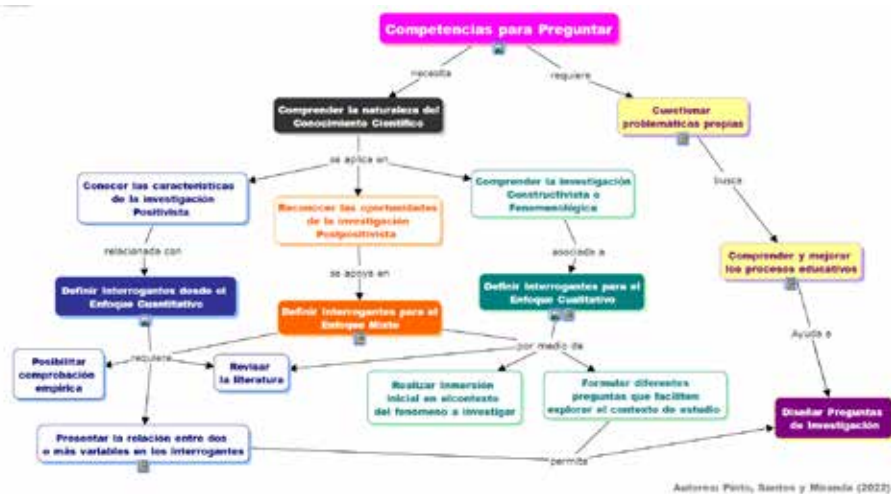 Competencias para Preguntar
necesita
requiere
Comprender la naturaleza del
Conocimiento Científico
Cuestionar
problemáticas propias
se aplica en
busca
Conocer las características
de la investigación
Positivista
Reconocer las oportunidades
de la investigación
Postpositivista
Comprender la investigación
Constructivista o
Fenomenológica
relacionada con
se apoya en
asociada a
Comprender y mejorar
los procesos educativos
Definir Interrogantes desde el
Enfoque Cuantitativo
Definir Interrogantes para el
Enfoque Mixto
Definir Interrogantes para el
Enfoque Cualitativo
Ayuda a
requiere
por medio de
Posibilitar
comprobación
empírica
Revisar
la literatura
Realizar inmersión
inicial en elcontexto
del fenomeno a investigar
Formular diferentes
preguntas que faciliten
explorar el contexto de estudio
Diseñar Preguntas
de Investigación
Presentar la relación entre dos
o más variables en los interrogantes
permite
Autores: Pinto, Santos y Miranda (2022)